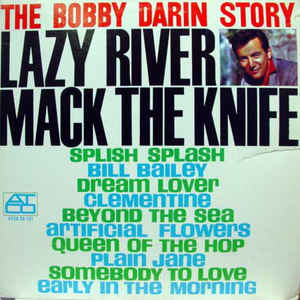 THE BOBBY DARIN STORY
LAZY RIVER
MACK THE KNIFE
SPLISH SPLASH
BILL BAILEY
DREAM LOVER
CLEMENTINE
BEYOND THE SEA
ARTIFICIAL FLOWERS
QUEEN OF THE HOP
PLAIN JANE
SOMEBODY TO LOVE
EARLY IN THE MORNING
ATCO